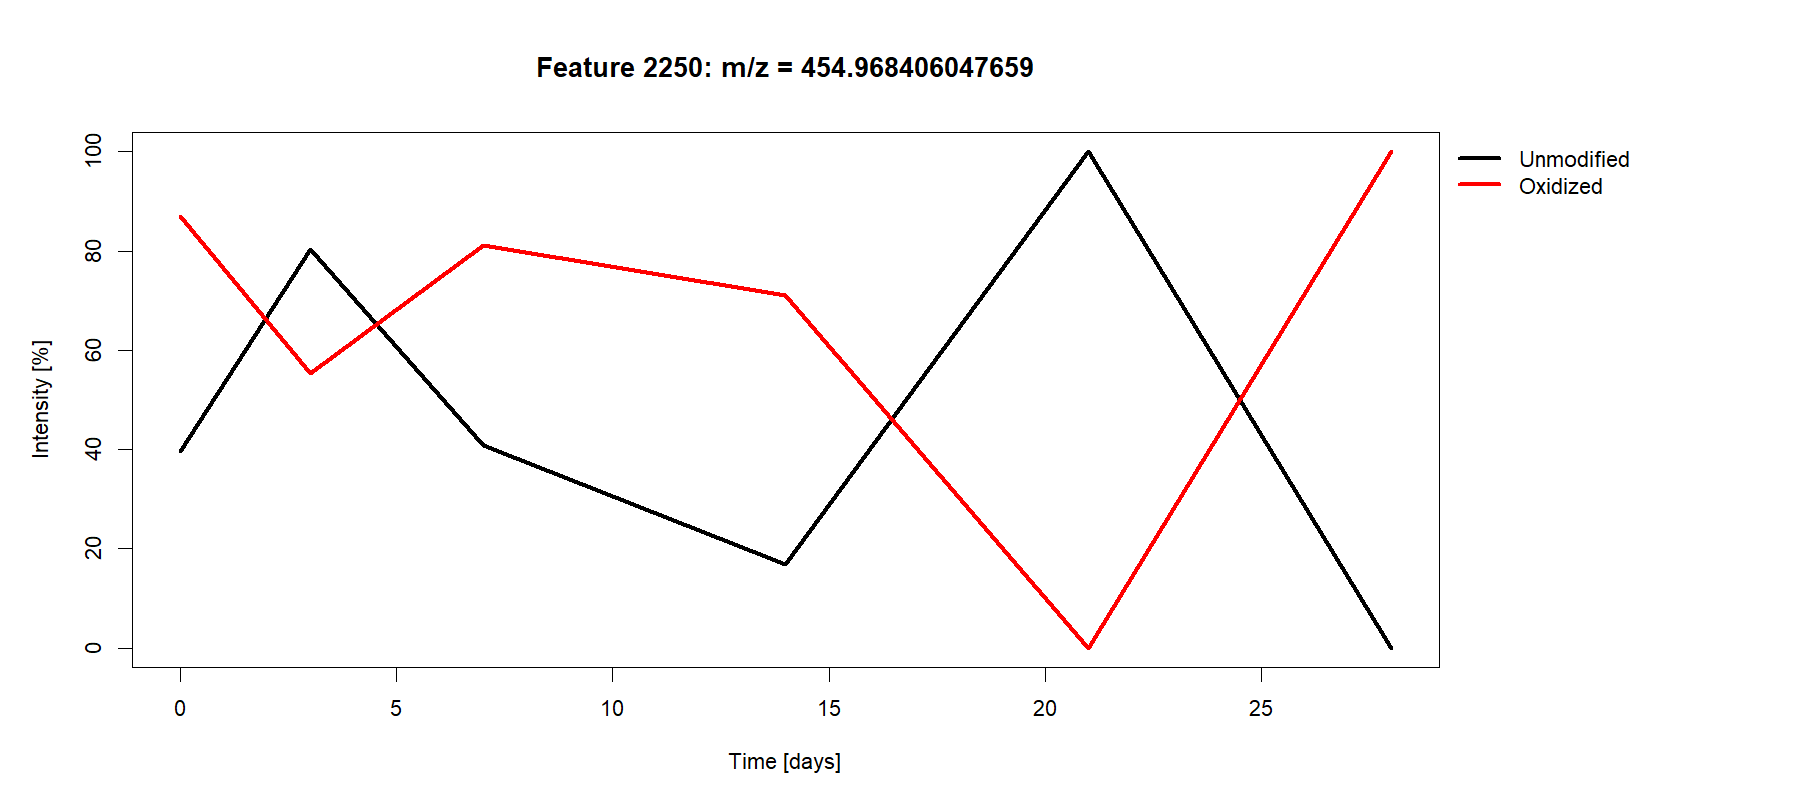 Feature 2250: m/z = 454.968406047659
Unmodified
Oxidized
Intensity [%]
100
80
60
40
20
0
0 5 10 15 20 25
Time [days]